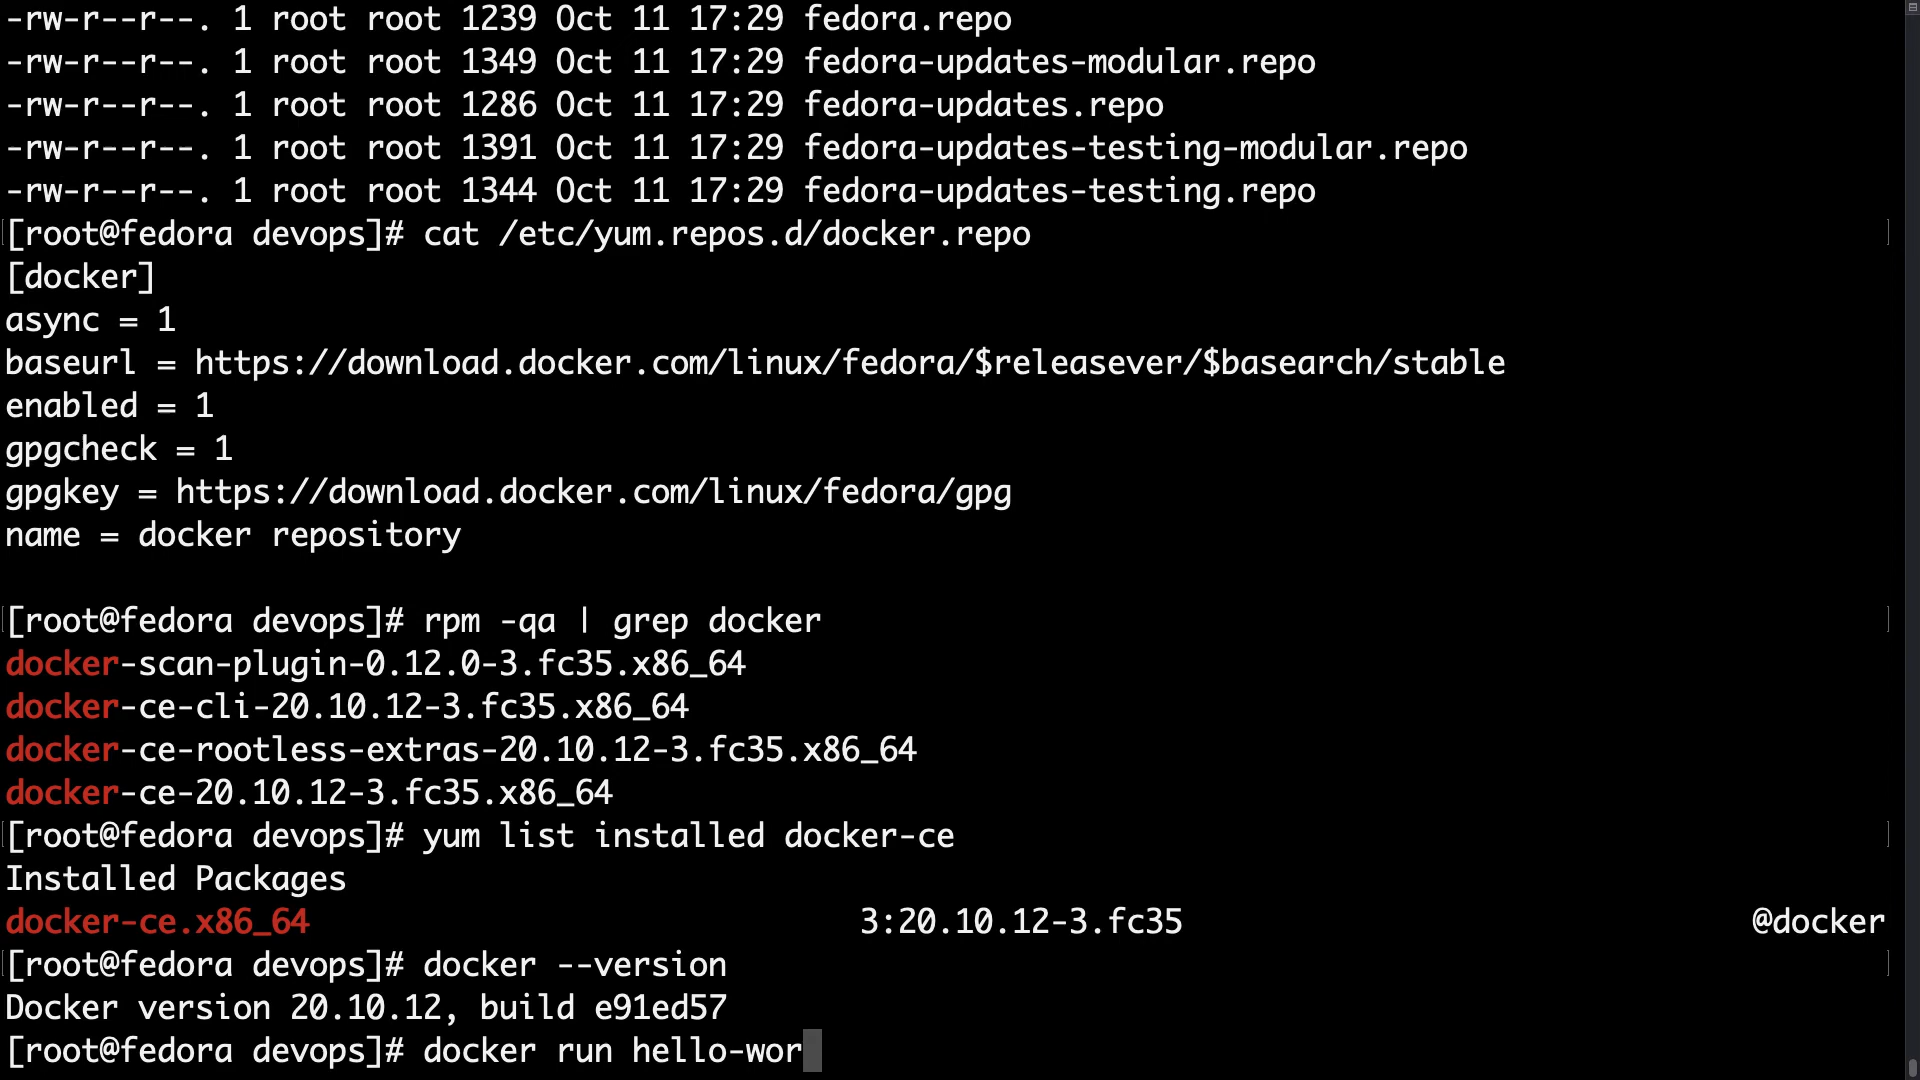 -rw-r--r--. 1 root root 1239 Oct 11 17:29 fedora.repo
-rw-r--r--. 1 root root 1349 Oct 11 17:29 fedora-updates-modular.repo
-rw-r--r--. 1 root root 1286 Oct 11 17:29 fedora-updates.repo
-rw-r--r--. 1 root root 1391 Oct 11 17:29 fedora-updates-testing-modular.repo
-rw-r--r--. 1 root root 1344 Oct 11 17:29 fedora-updates-testing.repo
[root@fedora devops]# cat /etc/yum.repos.d/docker.repo
[docker]
async = 1
baseurl = https://download.docker.com/linux/fedora/$releasever/$basearch/stable
enabled = 1
gpgcheck = 1
gpgkey = https://download.docker.com/linux/fedora/gpg
name = docker repository
[root@fedora devops]# rpm -qa | grep docker
docker-scan-plugin-0.12.0-3.fc35.x86_64
docker-ce-cli-20.10.12-3.fc35.x86_64
docker-ce-rootless-extras-20.10.12-3.fc35.x86_64
docker-ce-20.10.12-3.fc35.x86_64
[root@fedora devops]# yum list installed docker-ce
Installed Packages
docker-ce.x86_64 3:20.10.12-3.fc35 @docker
[root@fedora devops]# docker --version
Docker version 20.10.12, build e91ed57
[root@fedora devops]# docker run hello-wor